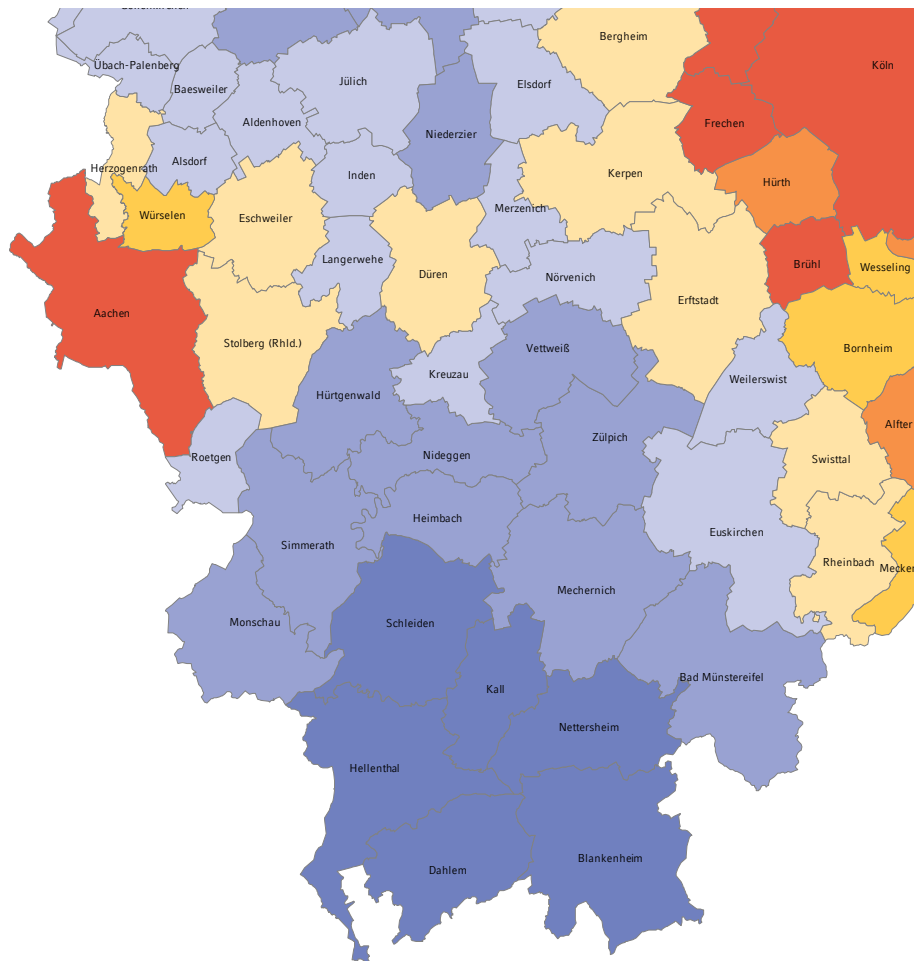 Bergheim
Köln
Übach-Palenberg
Jülich
Elsdorf
Baesweiler
Aldenhoven
Frechen
Niederzier
Alsdorf
Herzogenrath
Inden
Kerpen
Hürth
Würselen
Eschweiler
Merzenich
Langerwehe
Düren
Nörvenich
Brühl
Wesseling
Erftstadt
Aachen
Stolberg (Rhld.)
Vettweiß
Bornheim
Kreuzau
Weilerswist
Hürtgenwald
Alfter
Zülpich
Roetgen
Nideggen
Swisttal
Heimbach
Euskirchen
Simmerath
Rheinbach
Mecken
Mechernich
Monschau
Schleiden
Bad Münstereifel
Kall
Nettersheim
Hellenthal
Blankenheim
Dahlem